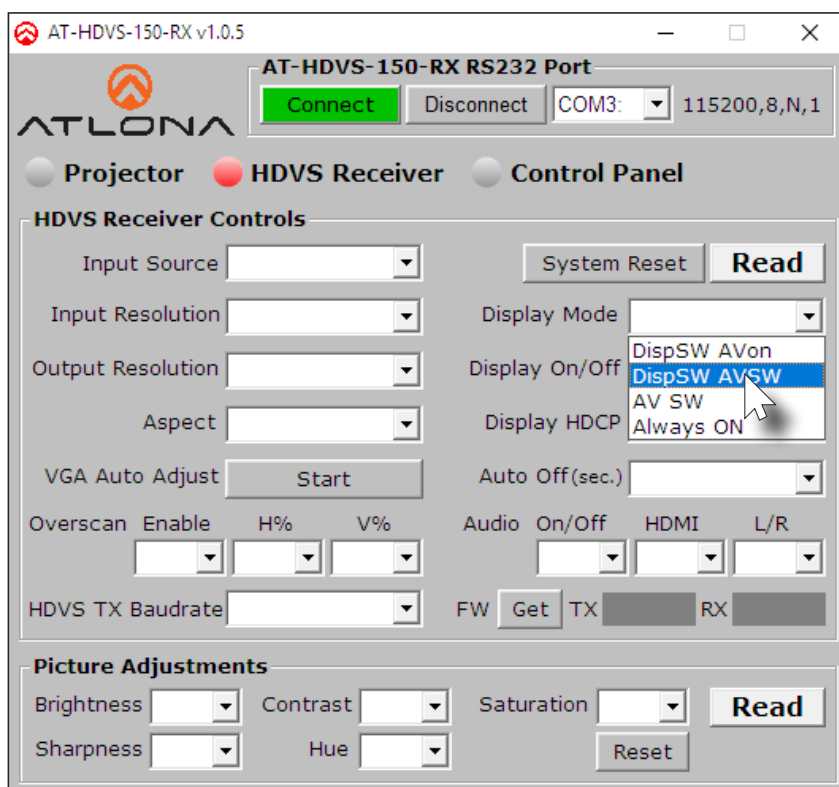 AT-HDVS-150-RX v1.0.5
ATLONA
AT-HDVS-150-RX RS232 Port
Connect Disconnect COM3: 115200,8,N,1
Projector HDVS Receiver Control Panel
HDVS Receiver Controls
Input Source System Reset Read
Input Resolution Display Mode
DispSW AVon
Output Resolution Display On/Off DispSW AVSW
AV SW
Aspect Display HDCP Always ON
VGA Auto Adjust Start Auto Off(sec.)
Overscan Enable H% V% Audio On/Off HDMI L/R
HDVS TX Baudrate FW Get TX RX
Picture Adjustments
Brightness Contrast Saturation Read
Sharpness Hue Reset